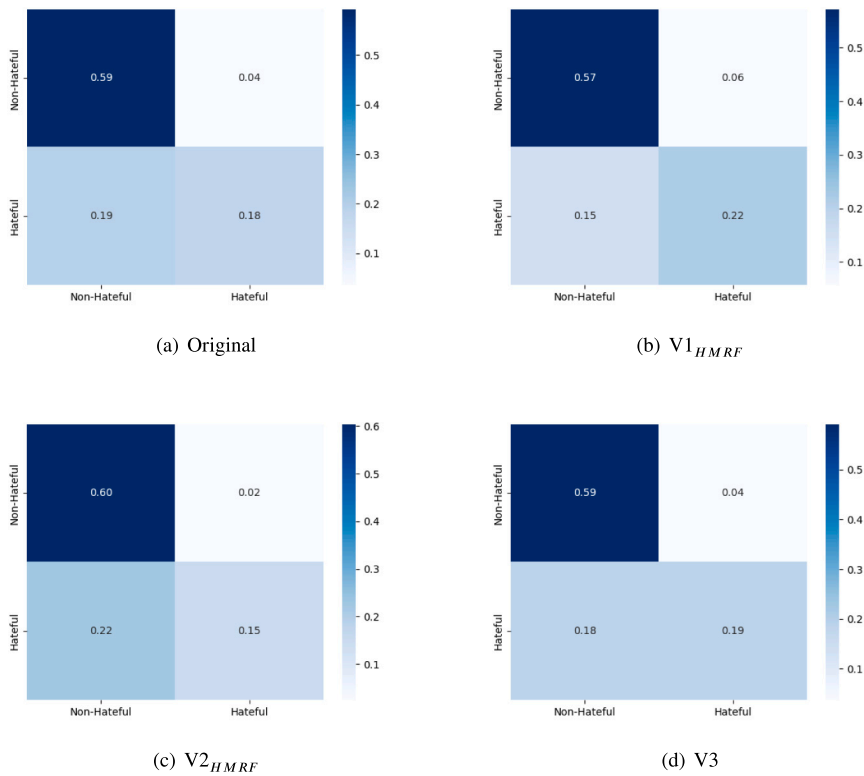 Non-Hateful
0.59
0.04
Hateful
0.19
0.18
Non-Hateful
Hateful
0.5
0.4
0.3
0.2
0.1
(a) Original
Non-Hateful
0.57
0.06
Hateful
0.15
0.22
Non-Hateful
Hateful
0.5
0.4
0.3
0.2
0.1
(b) V1HMRF
Non-Hateful
0.60
0.02
Hateful
0.22
0.15
Non-Hateful
Hateful
0.6
0.5
0.4
0.3
0.2
0.1
(c) V2HMRF
Non-Hateful
0.59
0.04
Hateful
0.18
0.19
Non-Hateful
Hateful
0.5
0.4
0.3
0.2
0.1
(d) V3